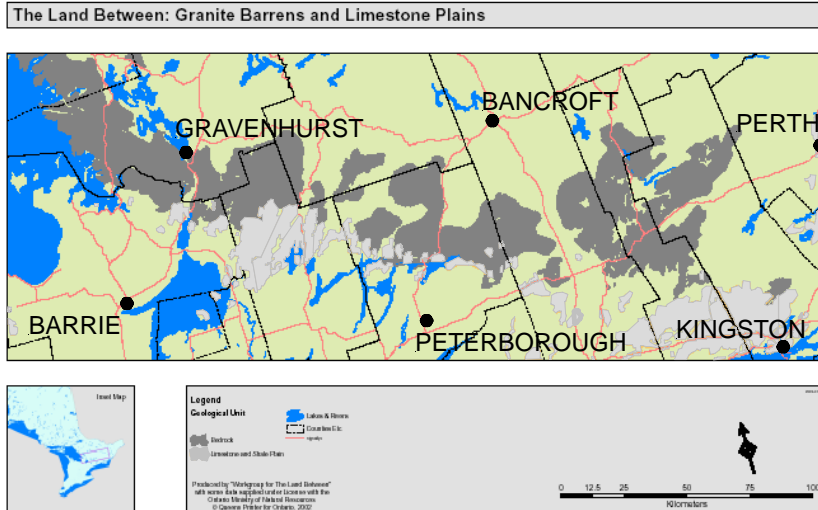 The Land Between: Granite Barrens and Limestone Plains
BANCROFT
GRAVENHURST
PERTH
BARRIE
PETERBOROUGH
KINGSTON
Inset Map
Legend
Geological Unit
Bedrock
Limestone and Shale Plain
Lakes & Rivers
Counties Etc
Produced by "Workgroup for The Land Between"
with some data supplied under License with the
Ontario Ministry of Natural Resources
© Queens Printer for Ontario, 2002
0 12.5 25 50 75 100
Kilometers